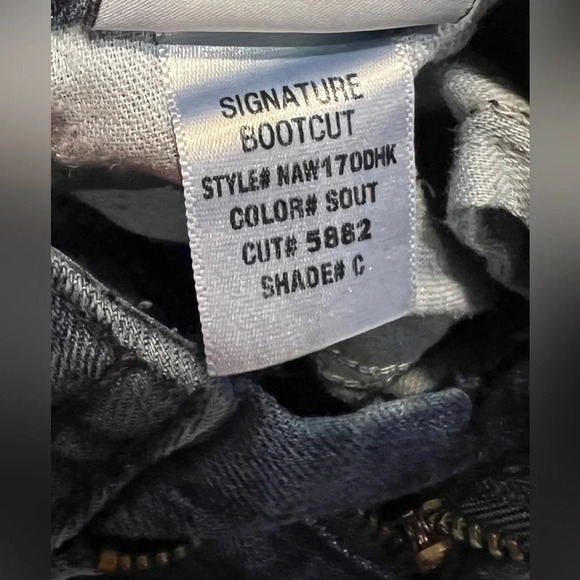 SIGNATURE
BOOTCUT
STYLE# NAW170DHK
COLOR# SOUT
CUT# 5882
SHADE# C